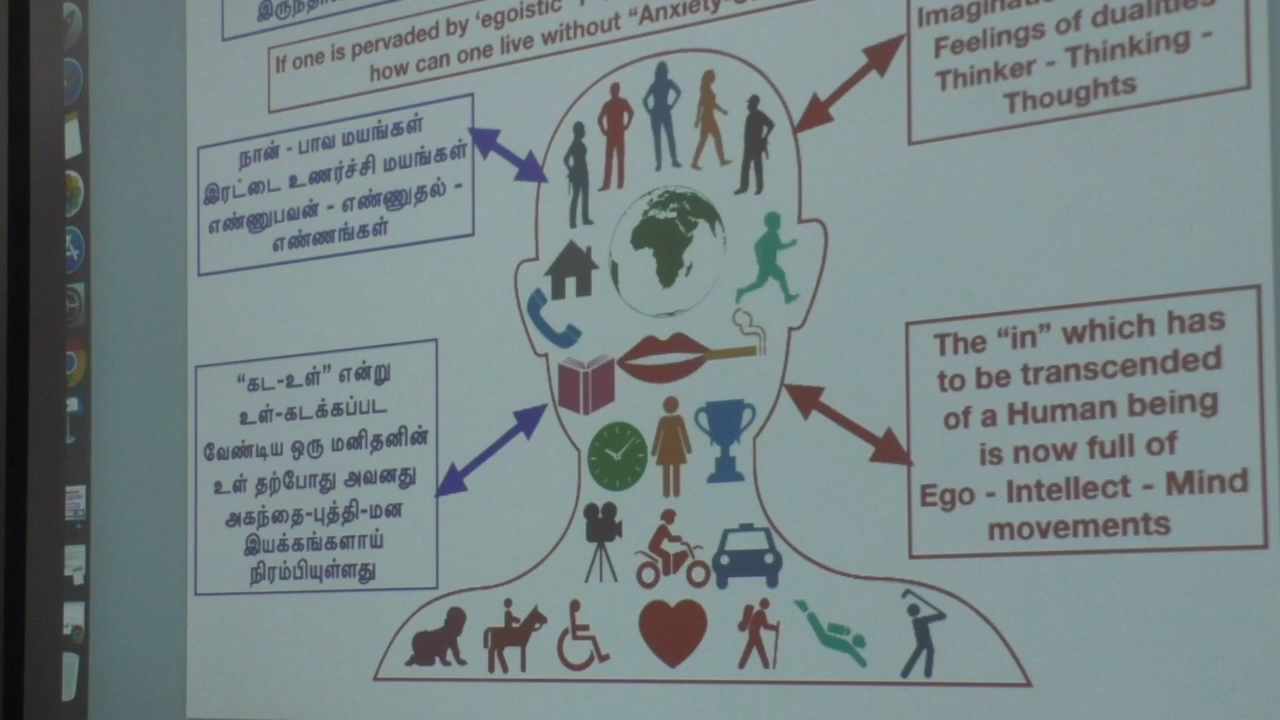 If one is pervaded by ‘egoistic
how can one live without “Anxiety-
Feelings of dualities
Thinker - Thinking -
Thoughts
நான் - பாவ மயங்கள்
இரட்டை உணர்ச்சி மயங்கள்
எண்ணுபவன் - எண்ணுதல் -
எண்ணங்கள்
“கட-உள்” என்று
உள்-கடக்கப்பட
வேண்டிய ஒரு மனிதனின்
உள் தற்போது அவனது
அகந்தை-புத்தி-மன
இயக்கங்களாய்
நிரம்பியுள்ளது
The “in” which has
to be transcended
of a Human being
is now full of
Ego - Intellect - Mind
movements